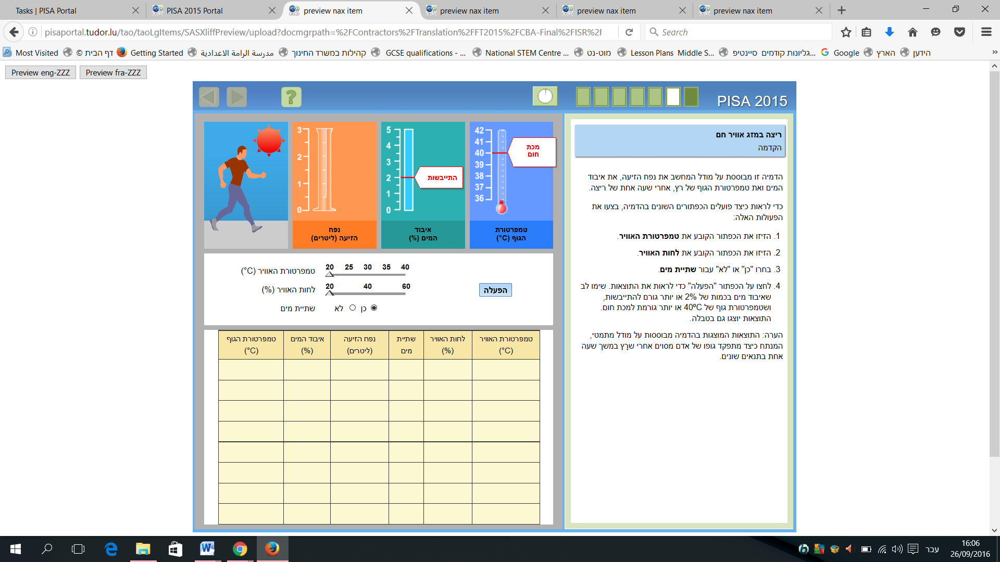 Tasks | PISA Portal
PISA 2015 Portal
preview nax item
preview nax item
preview nax item
preview nax item
pisaportal.tudor.lu/tao/taoLgItems/SASXliffPreview/upload?docmgrpath=%2FContractors%2FTranslation%2FFT2015%2FCBA-Final%2FISR%2F
Search
Most Visited
דף הבית ©
Getting Started
مدرسة الرامة الاعدادية
קהילות במשרד החינוך
GCSE qualifications - ...
National STEM Centre ...
מוט-נט
Lesson Plans Middle S...
גליונות קודמים סיינטיפ...
Google
הארץ
הידען
Preview eng-ZZZ
Preview fra-ZZZ
?
PISA 2015
3
2
1
0
נפח
הזיעה (ליטרים)
5
4
3
2
1
0
התייבשות
איבוד
המים (%)
42
41
40
39
38
37
36
מכת
חום
טמפרטורת
הגוף (°C)
טמפרטורת האוויר (°C)
20 25 30 35 40
לחות האוויר (%)
20 40 60
שתיית מים
לא
כן
הפעלה
טמפרטורת האוויר
(°C)
לחות האוויר
(%)
שתיית
מים
נפח הזיעה
(ליטרים)
איבוד המים
(%)
טמפרטורת הגוף
(°C)
ריצה במזג אוויר חם
הקדמה
הדמיה זו מבוססת על מודל המחשב את נפח הזיעה, את איבוד
המים ואת טמפרטורת הגוף של רץ, אחרי שעה אחת של ריצה.
כדי לראות כיצד פועלים הכפתורים השונים בהדמיה, בצעו את
הפעולות האלה:
1. הזיזו את הכפתור הקובע את טמפרטורת האוויר.
2. הזיזו את הכפתור הקובע את לחות האוויר.
3. בחרו "כן" או "לא" עבור שתיית מים.
4. לחצו על הכפתור "הפעלה" כדי לראות את התוצאות. שימו לב
שאיבוד מים בכמות של 2% או יותר גורם להתייבשות,
ושטמפרטורת גוף של 40°C או יותר גורמת למכת חום.
התוצאות יוצגו גם בטבלה.
הערה: התוצאות המוצגות בהדמיה מבוססות על מודל מתמטי,
המנתח כיצד מתפקד גופו של אדם מסוים אחרי שרָץ במשך שעה
אחת בתנאים שונים.
עבר
16:06
26/09/2016